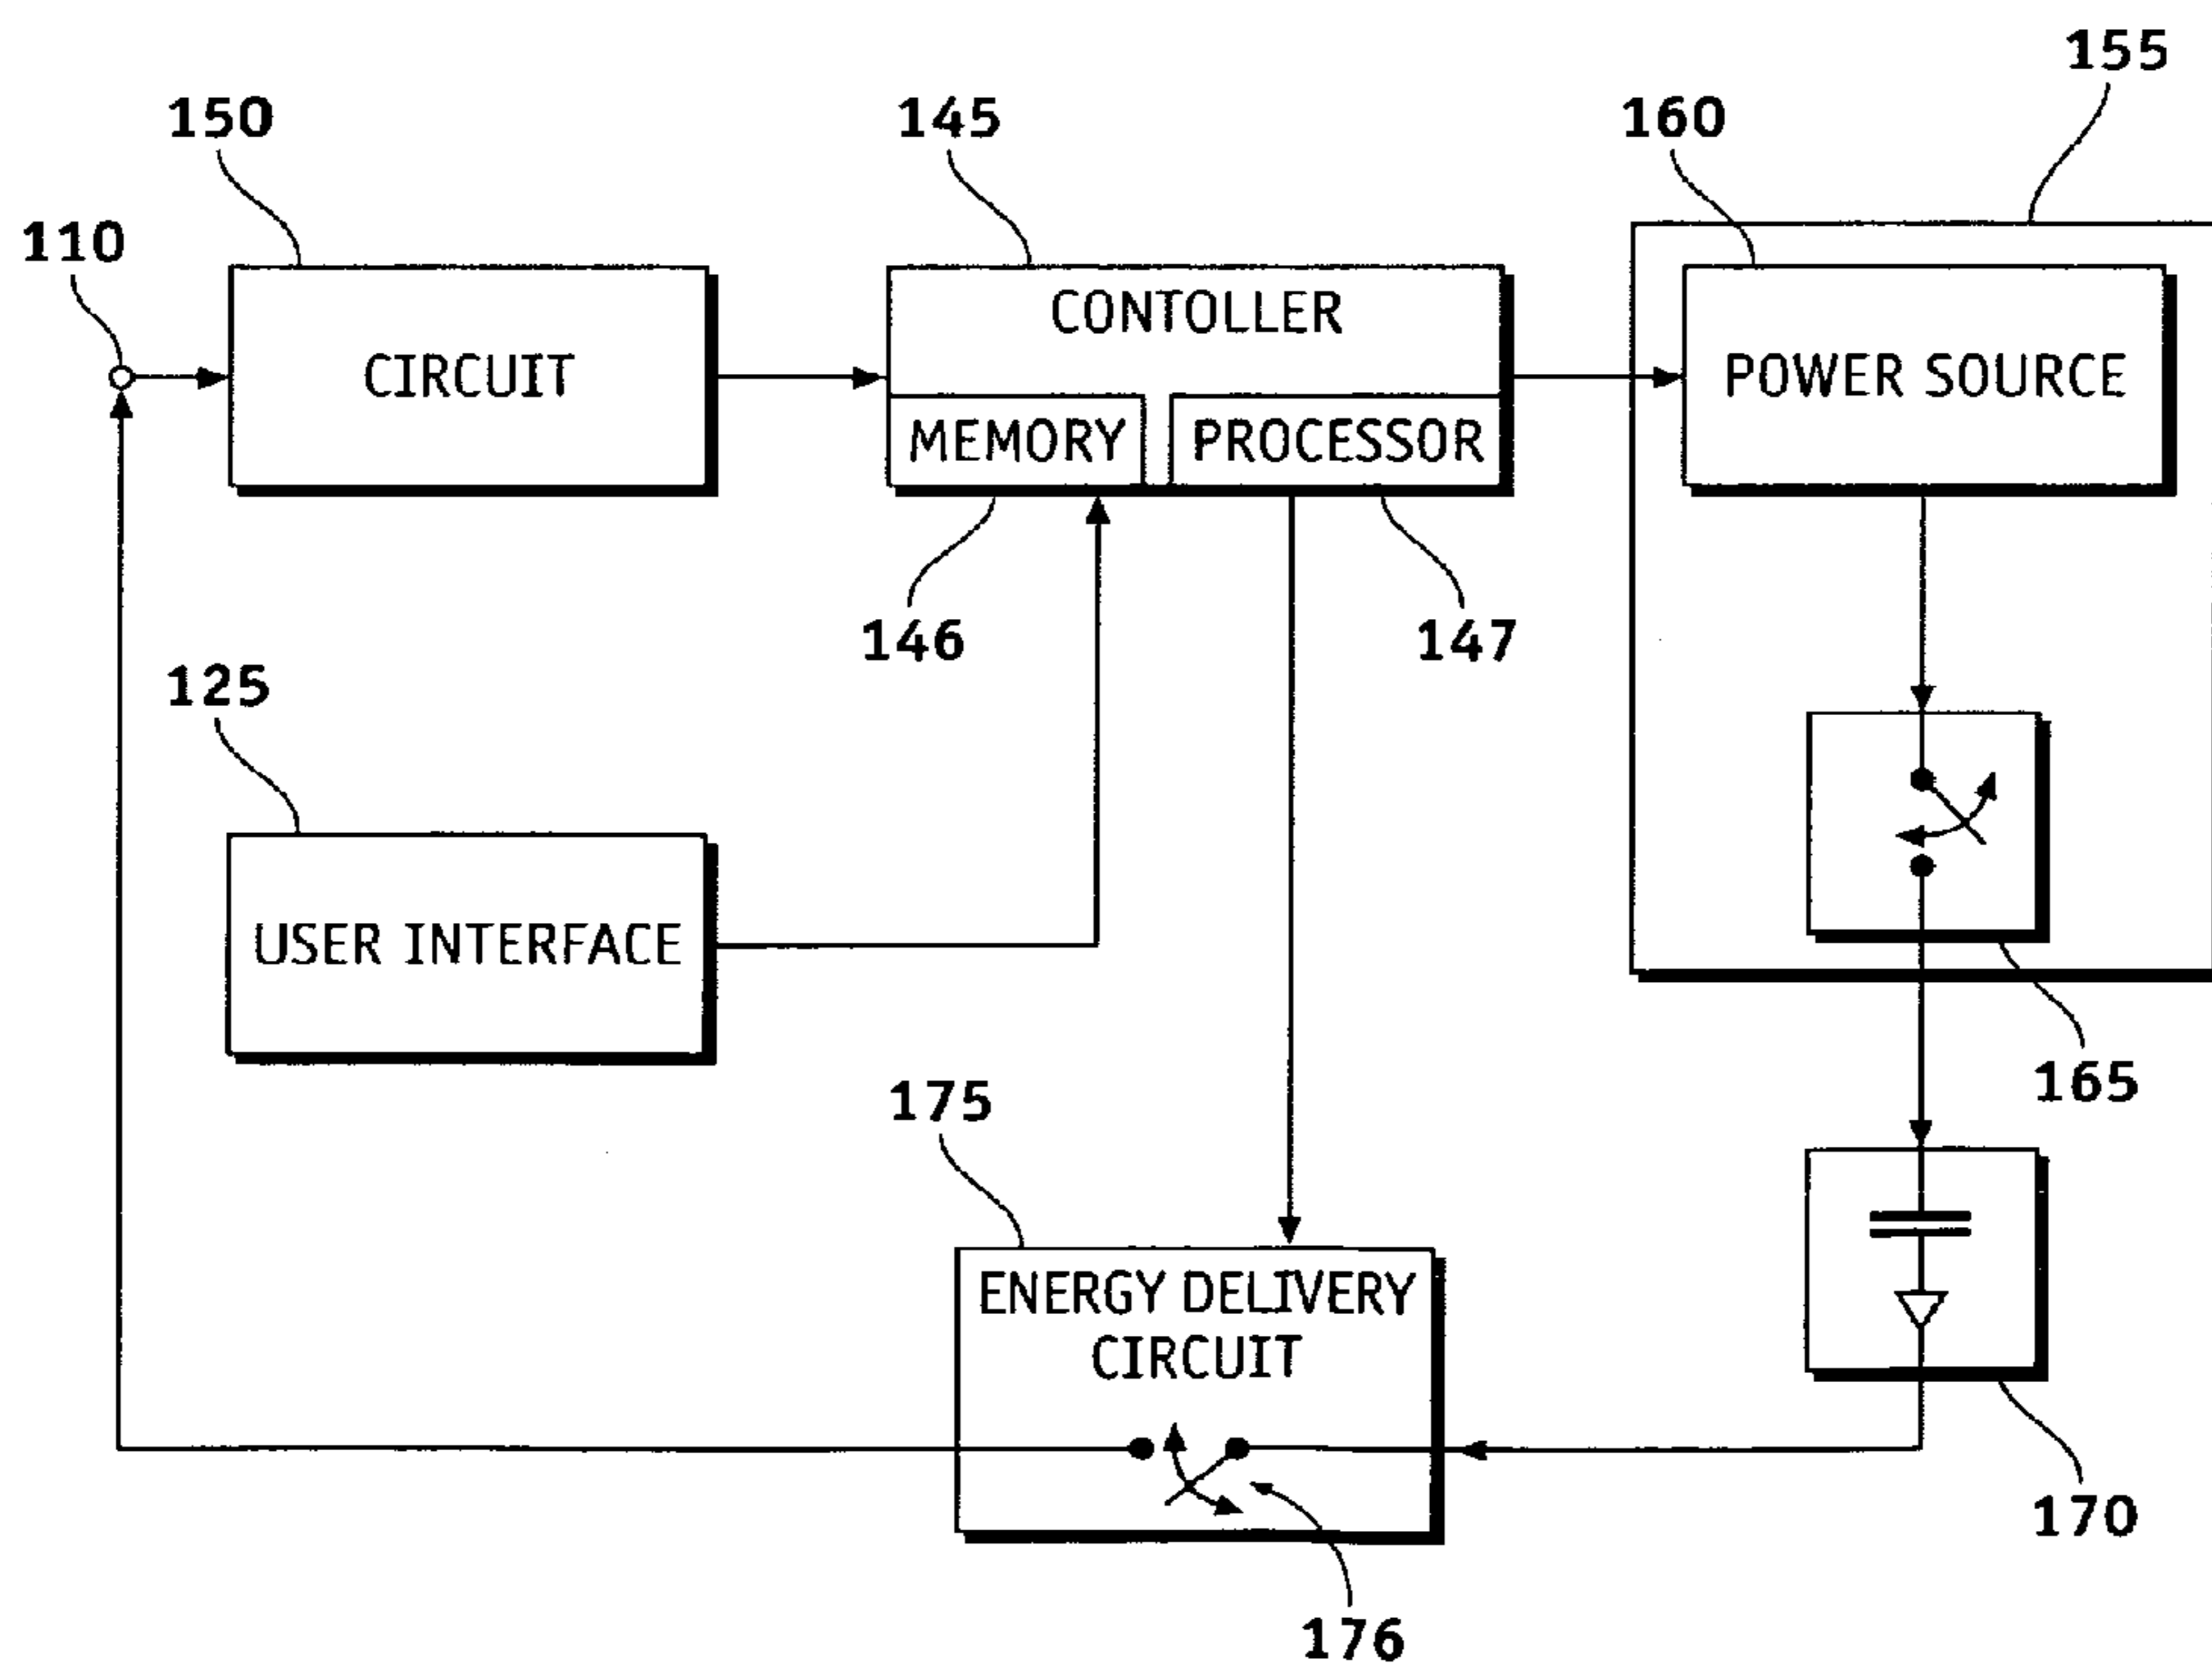 155
150
145
160
110
CONTOLLER
CIRCUIT
POWER SOURCE
MEMORY
PROCESSOR
146
147
125
USER INTERFACE
165
175
ENERGY DELIVERY
CIRCUIT
170
176